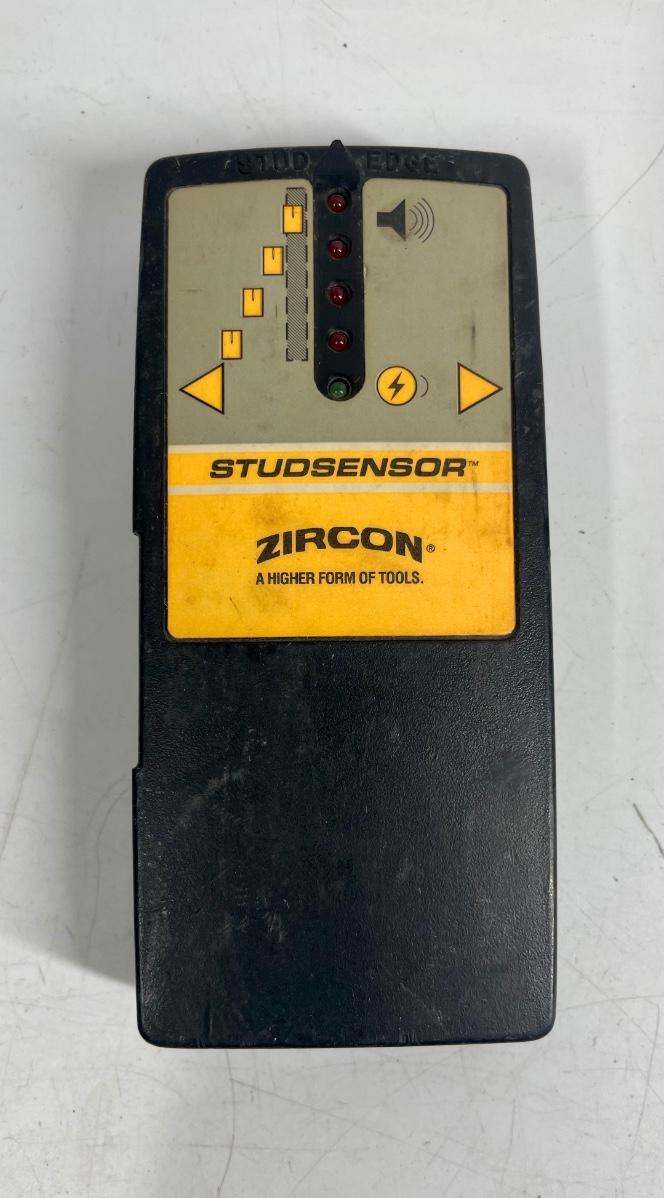 STUD EDGE
STUDSENSOR™
ZIRCON®
A HIGHER FORM OF TOOLS.